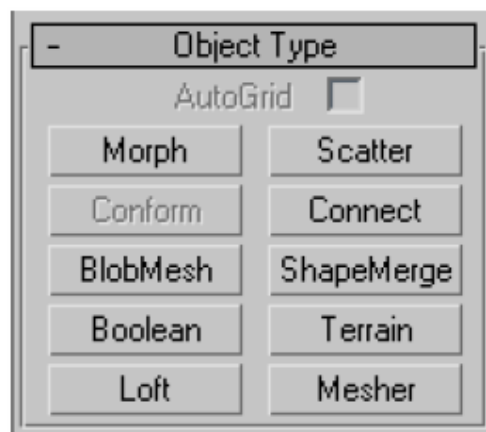 - Object Type
AutoGrid
Morph Scatter
Conform Connect
BlobMesh ShapeMerge
Boolean Terrain
Loft Mesher